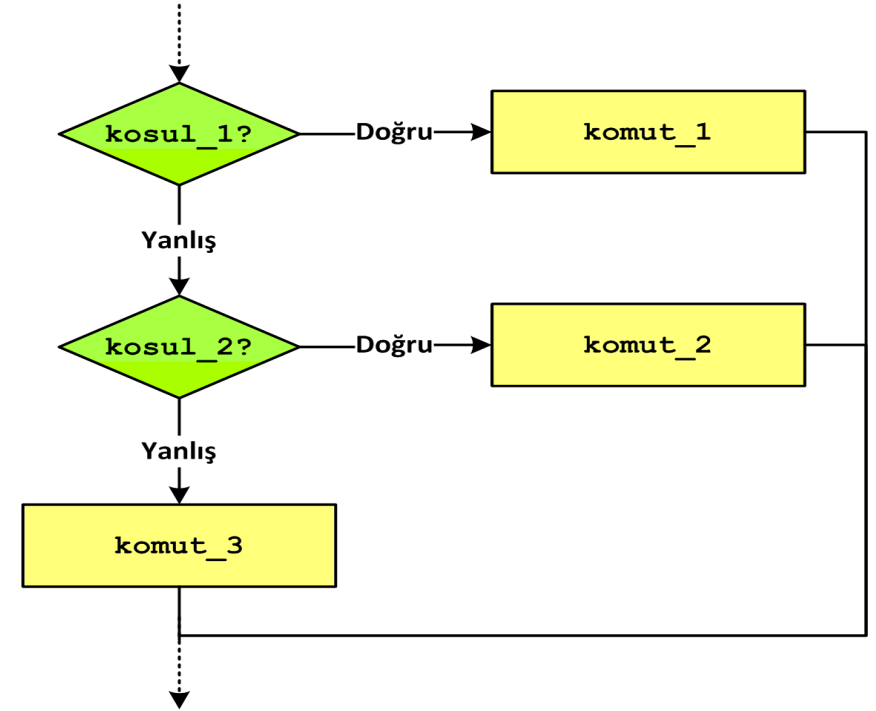 kosul_1?
Doğru
komut_1
Yanlış
kosul_2?
Doğru
komut_2
Yanlış
komut_3